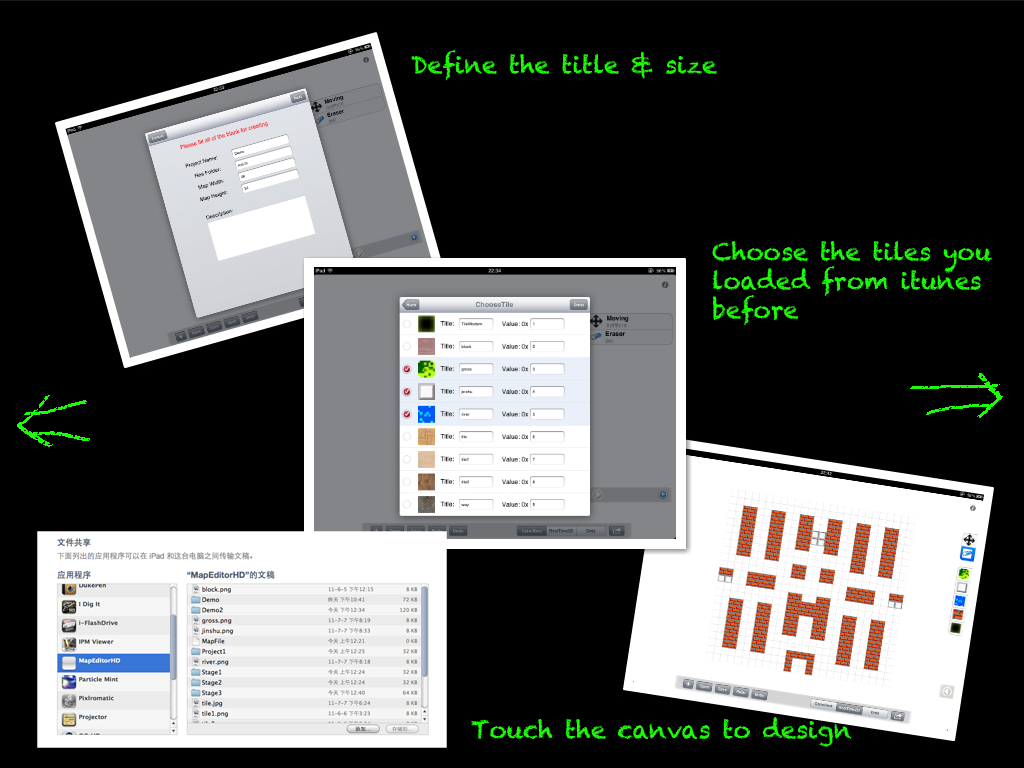 Define the title & size
iPad
22:34
Moving
Eraser
Please fill all of the blank for creating
Project Name:
Demo
New Folder:
Map Width:
Map Height:
Description:
Choose the tiles you
loaded from itunes
before
iPad 22:34 96%
Back ChooseTile Done
Moving
Eraser
Title: TileModern Value: 0x 1
Title: block Value: 0x 2
Title: gross Value: 0x 3
Title: jinshu Value: 0x 4
Title: river Value: 0x 5
Title: tile Value: 0x 6
Title: tile1 Value: 0x 7
Title: Value: 0x 8
Title: way Value: 0x
文件共享
下面列出的应用程序可以在 iPad 和这台电脑之间传输文稿。
应用程序
DukePen
I Dig It
i-FlashDrive
IPM Viewer
MapEditorHD
Particle Mint
Pixlromatic
Projector
“MapEditorHD”的文稿
block.png 11-6-5 下午12:15 8 KB
Demo 昨天 下午10:41 72 KB
Demo2 今天 下午12:34 120 KB
gross.png 11-7-7 下午8:19 8 KB
jinshu.png 11-7-7 下午8:33 8 KB
MapFile 今天 上午12:21 0 KB
Project1 今天 上午12:25 32 KB
river.png 11-7-7 下午8:18 8 KB
Stage1 今天 上午12:24 32 KB
Stage2 今天 上午12:24 32 KB
Stage3 今天 下午12:40 64 KB
tile.jpg 11-7-7 下午6:24 8 KB
tile1.png 11-6-6 下午3:23 8 KB
添加... 存储到...
Touch the canvas to design